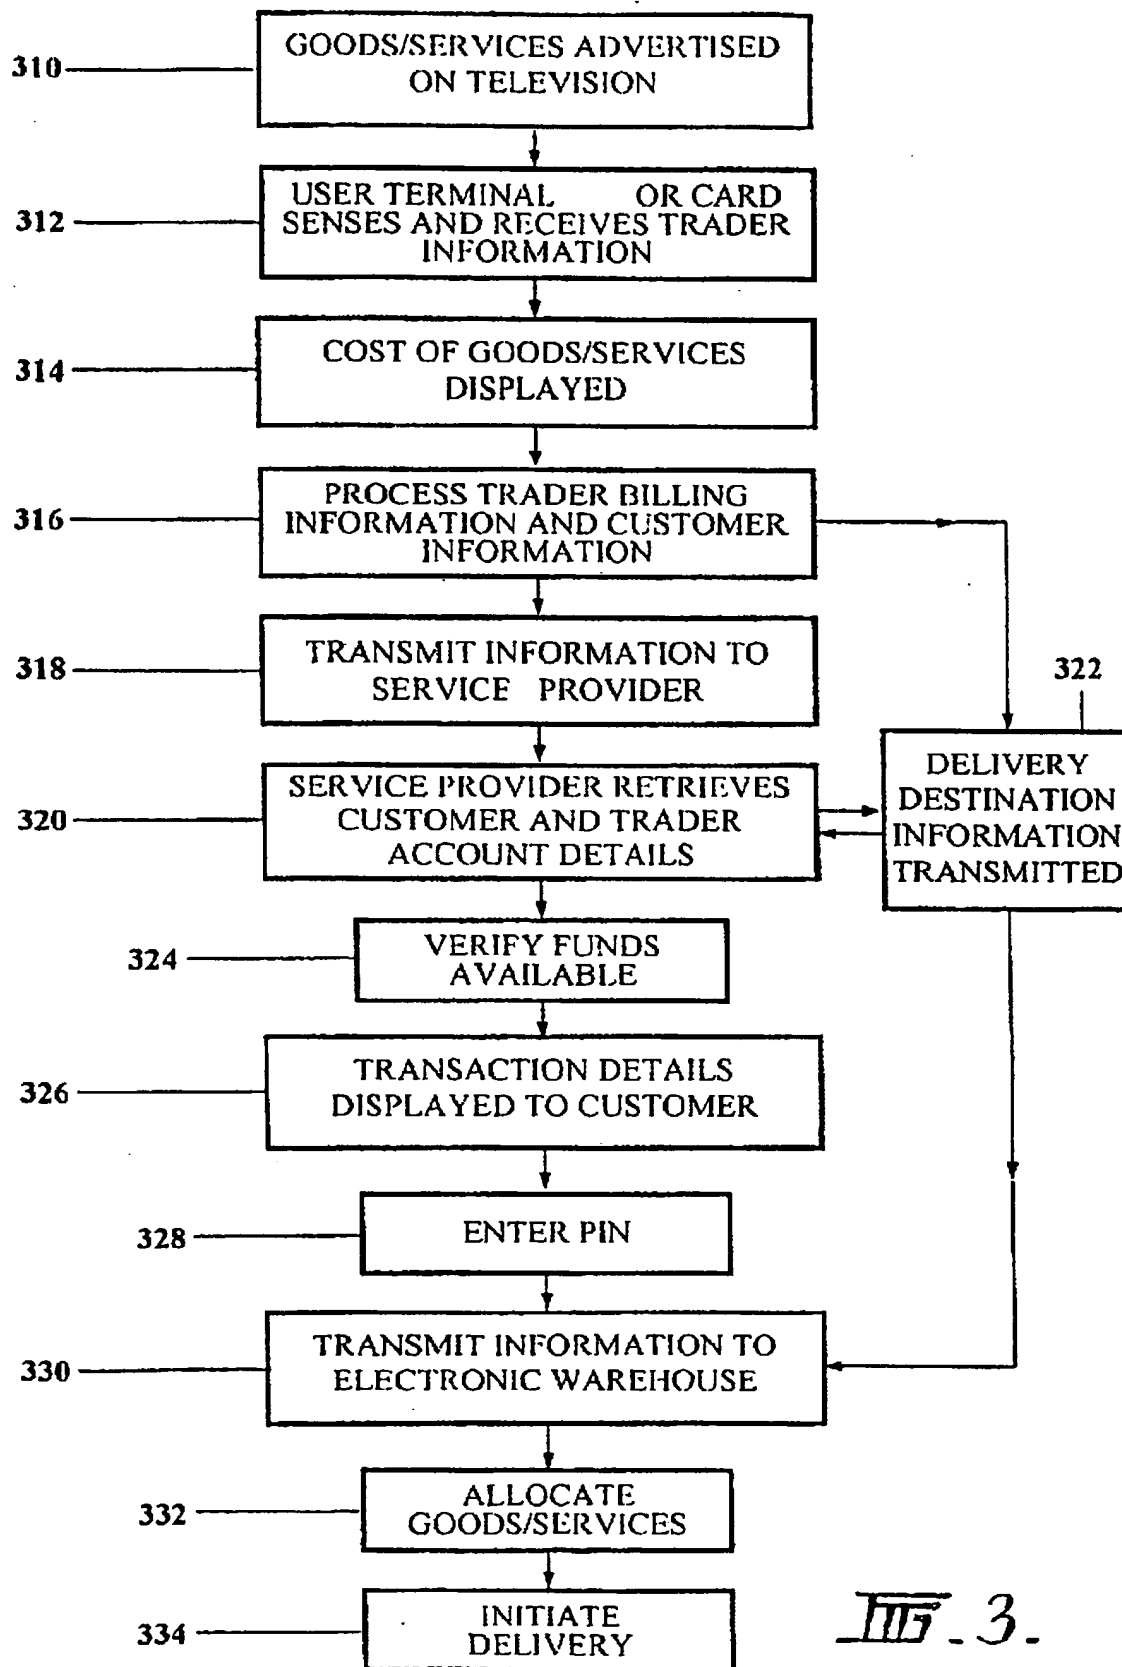 310
GOODS/SERVICES ADVERTISED
ON TELEVISION
312
USER TERMINAL OR CARD
SENSES AND RECEIVES TRADER
INFORMATION
314
COST OF GOODS/SERVICES
DISPLAYED
316
PROCESS TRADER BILLING
INFORMATION AND CUSTOMER
INFORMATION
318
TRANSMIT INFORMATION TO
SERVICE PROVIDER
322
DELIVERY
DESTINATION
INFORMATION
TRANSMITTED
320
SERVICE PROVIDER RETRIEVES
CUSTOMER AND TRADER
ACCOUNT DETAILS
324
VERIFY FUNDS
AVAILABLE
326
TRANSACTION DETAILS
DISPLAYED TO CUSTOMER
328
ENTER PIN
330
TRANSMIT INFORMATION TO
ELECTRONIC WAREHOUSE
332
ALLOCATE
GOODS/SERVICES
334
INITIATE
DELIVERY
FIG. 3.